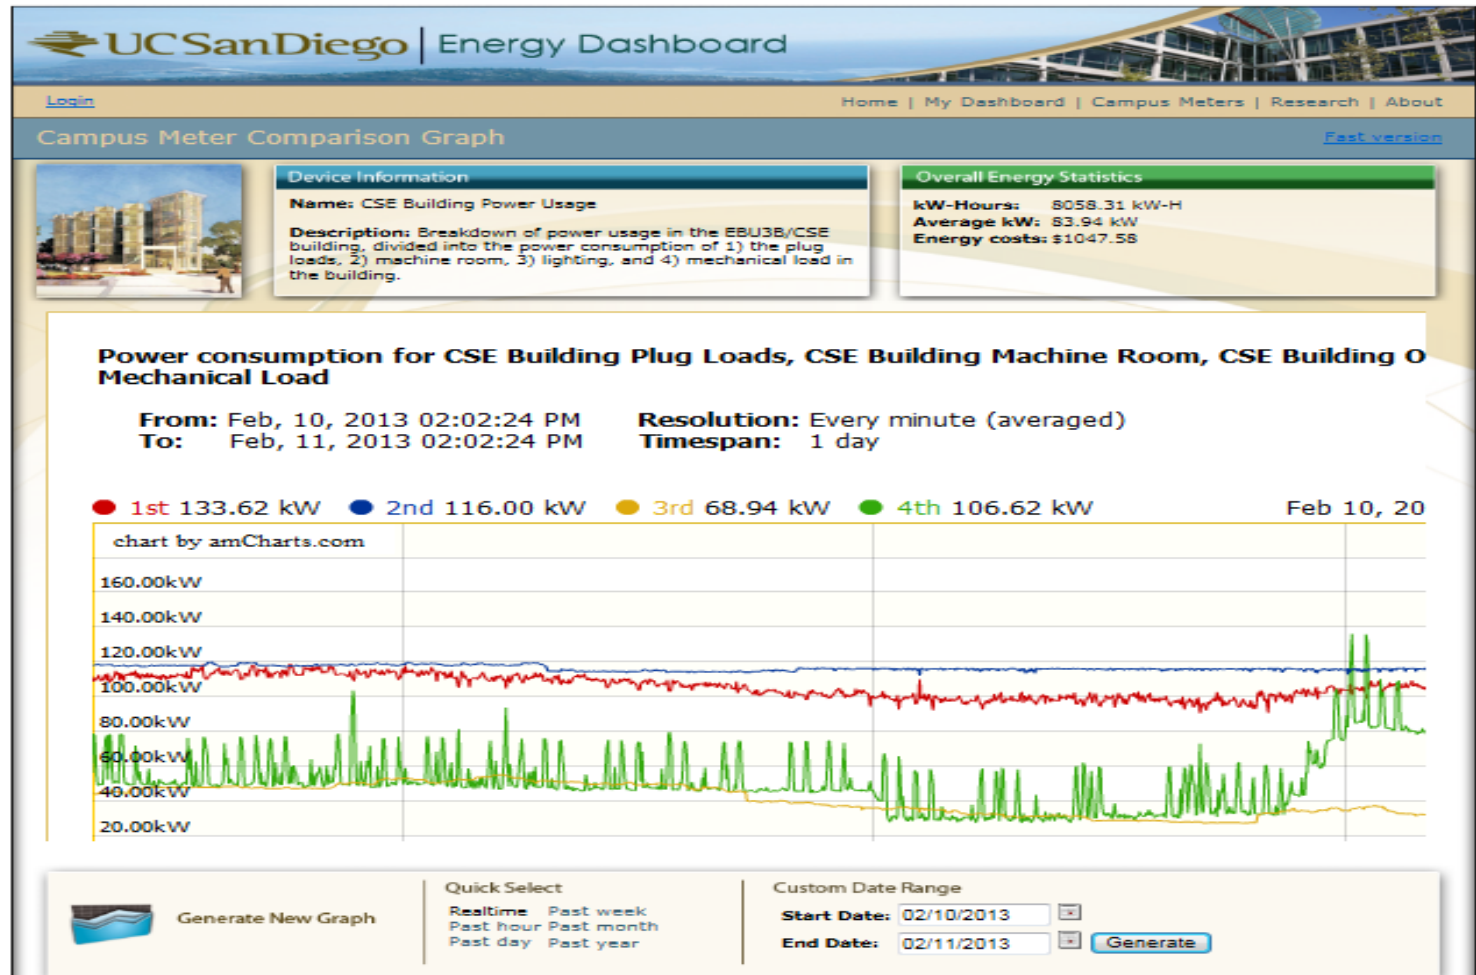 UCSanDiego | Energy Dashboard
Login
Home | My Dashboard | Campus Meters | Research | About
Campus Meter Comparison Graph
Fast version
Device Information
Name: CSE Building Power Usage
Description: Breakdown of power usage in the EBU3B/CSE
building, divided into the power consumption of 1) the plug
loads, 2) machine room, 3) lighting, and 4) mechanical load in
the building.
Overall Energy Statistics
kW-Hours: 8058.31 kW-H
Average kW: 83.94 kW
Energy costs: $1047.58
Power consumption for CSE Building Plug Loads, CSE Building Machine Room, CSE Building O
Mechanical Load
From: Feb, 10, 2013 02:02:24 PM
To: Feb, 11, 2013 02:02:24 PM
Resolution: Every minute (averaged)
Timespan: 1 day
1st 133.62 kW 2nd 116.00 kW 3rd 68.94 kW 4th 106.62 kW Feb 10, 20
chart by amCharts.com
160.00kW
140.00kW
120.00kW
100.00kW
80.00kW
60.00kW
40.00kW
20.00kW
Generate New Graph
Quick Select
Realtime Past week
Past hour Past month
Past day Past year
Custom Date Range
Start Date: 02/10/2013
End Date: 02/11/2013 Generate